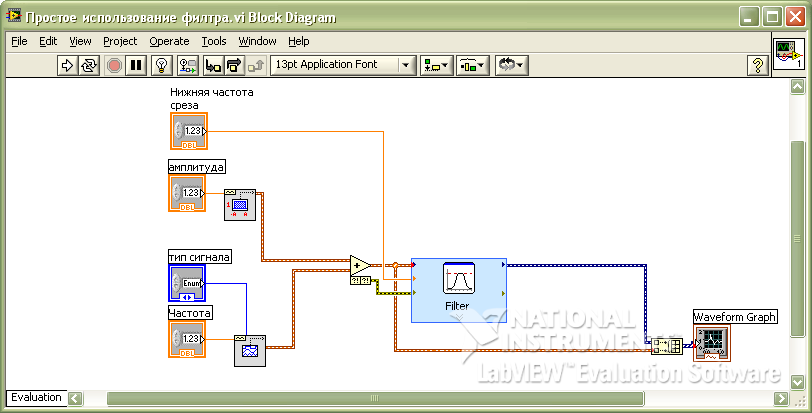 Простое использование филтра.vi Block Diagram
File Edit View Project Operate Tools Window Help
13pt Application Font
?
1
Нижняя частота
среза
1.23
DBL
амплитуда
1.23
DBL
1
-A A
тип сигнала
Enum
+
?! ?!
Filter
Частота
1.23
DBL
Waveform Graph
NATIONAL
INSTRUMENTS
LabVIEW™ Evaluation Software
Evaluation